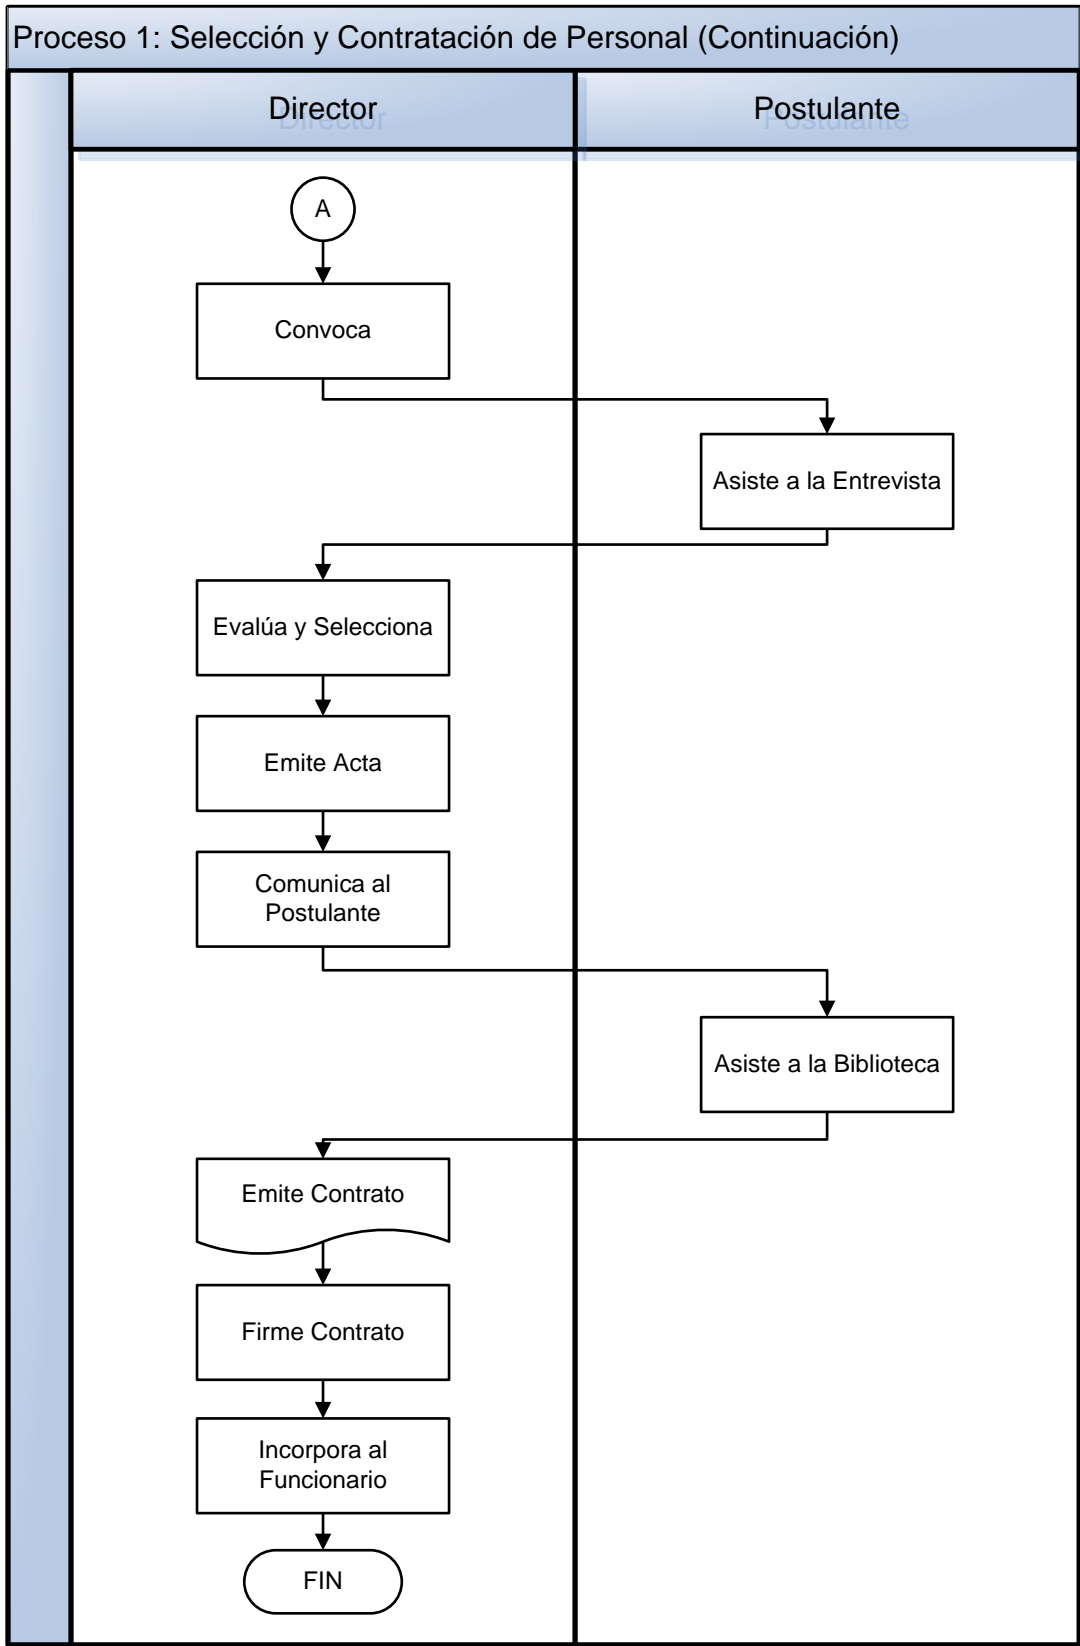 Proceso 1: Selección y Contratación de Personal (Continuación)
Director
Postulante
A
Convoca
Asiste a la Entrevista
Evalúa y Selecciona
Emite Acta
Comunica al
Postulante
Asiste a la Biblioteca
Emite Contrato
Firme Contrato
Incorpora al
Funcionario
FIN